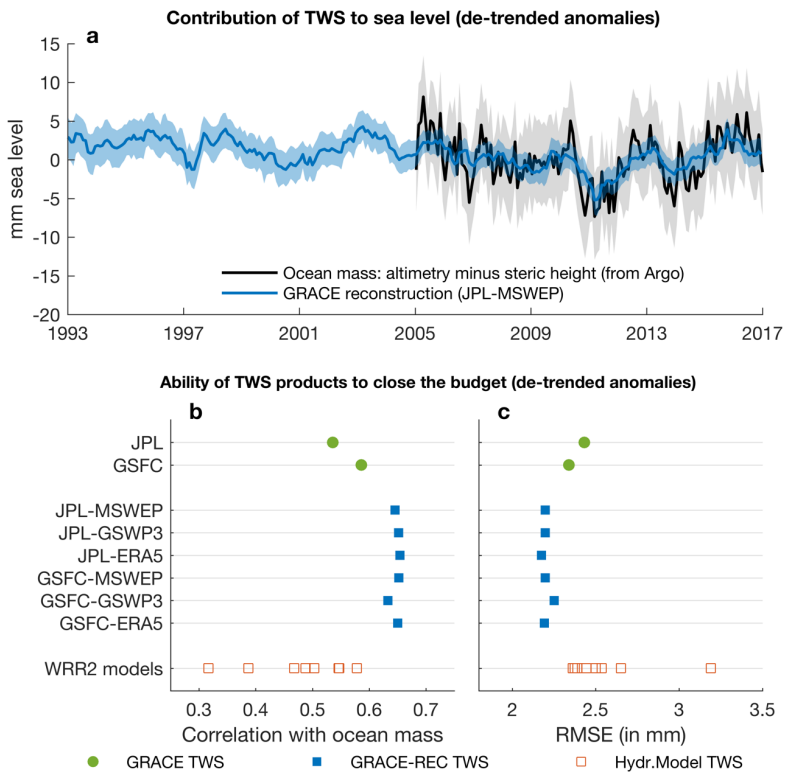 Contribution of TWS to sea level (de-trended anomalies)
a
15
10
5
0
-5
-10
-15
-20
mm sea level
Ocean mass: altimetry minus steric height (from Argo)
GRACE reconstruction (JPL-MSWEP)
1993
1997
2001
2005
2009
2013
2017
Ability of TWS products to close the budget (de-trended anomalies)
b
c
JPL
GSFC
JPL-MSWEP
JPL-GSWP3
JPL-ERA5
GSFC-MSWEP
GSFC-GSWP3
GSFC-ERA5
WRR2 models
0.3
0.4
0.5
0.6
0.7
Correlation with ocean mass
2
2.5
3
3.5
RMSE (in mm)
GRACE TWS
GRACE-REC TWS
Hydr.Model TWS